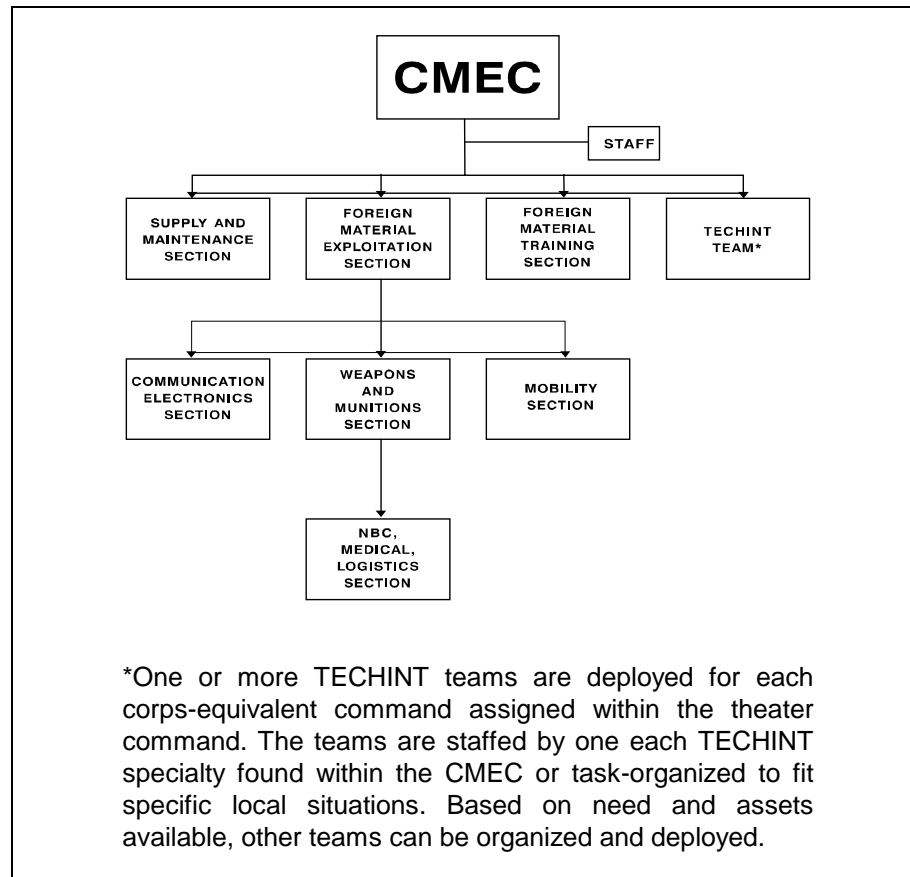 CMEC
STAFF
SUPPLY AND
MAINTENANCE
SECTION
FOREIGN
MATERIAL
EXPLOITATION
SECTION
FOREIGN
MATERIAL
TRAINING
SECTION
TECHINT
TEAM*
COMMUNICATION
ELECTRONICS
SECTION
WEAPONS
AND
MUNITIONS
SECTION
MOBILITY
SECTION
NBC,
MEDICAL,
LOGISTICS
SECTION
*One or more TECHINT teams are deployed for each
corps-equivalent command assigned within the theater
command. The teams are staffed by one each TECHINT
specialty found within the CMEC or task-organized to fit
specific local situations. Based on need and assets
available, other teams can be organized and deployed.